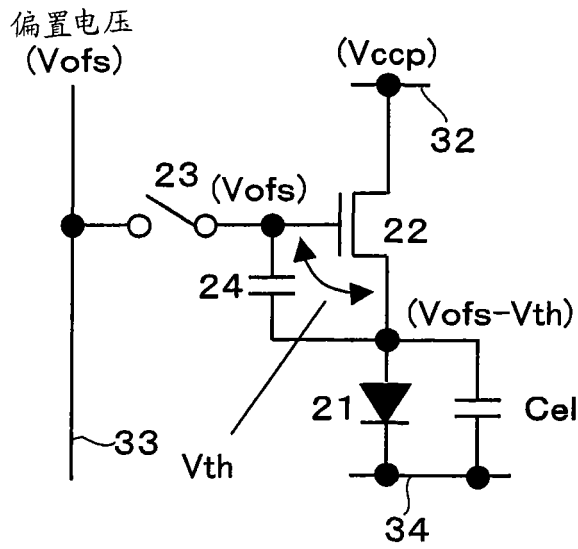 偏置电压
(Vofs)
(Vccp)
32
23
(Vofs)
22
24
(Vofs-Vth)
21
Cel
33
Vth
34